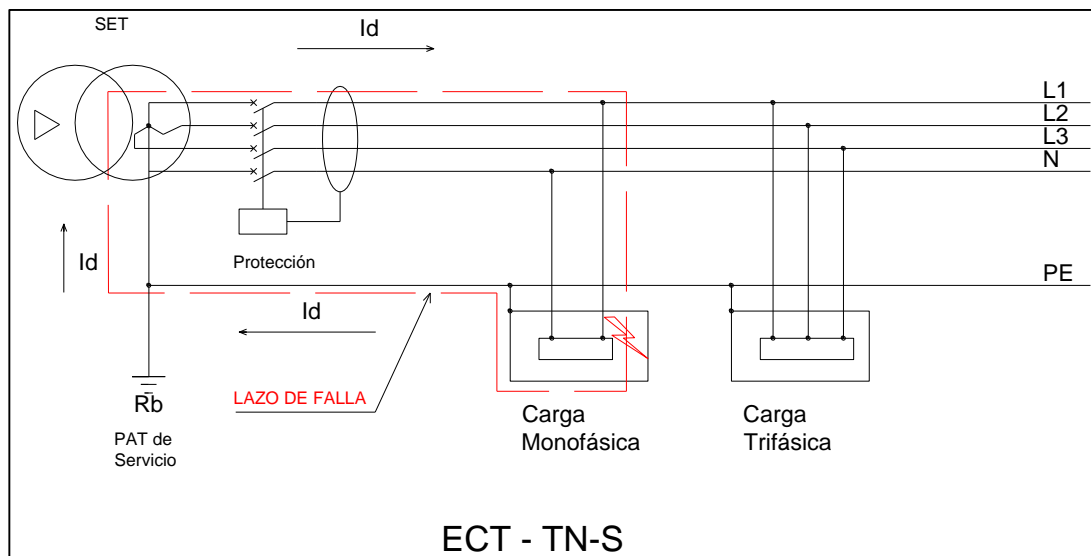 SET
Id
L1
L2
L3
N
Id
Protección
PE
Id
LAZO DE FALLA
Rb
PAT de
Servicio
Carga
Monofásica
Carga
Trifásica
ECT - TN-S